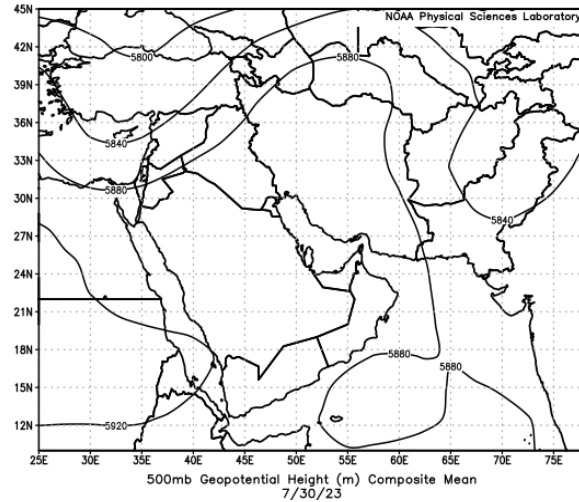 NOAA Physical Sciences Laboratory
45N
42N
39N
36N
33N
30N
27N
24N
21N
18N
15N
12N
5800
5880
5840
5880
5840
5880
5880
5920
25E 30E 35E 40E 45E 50E 55E 60E 65E 70E 75E
500mb Geopotential Height (m) Composite Mean
7/30/23